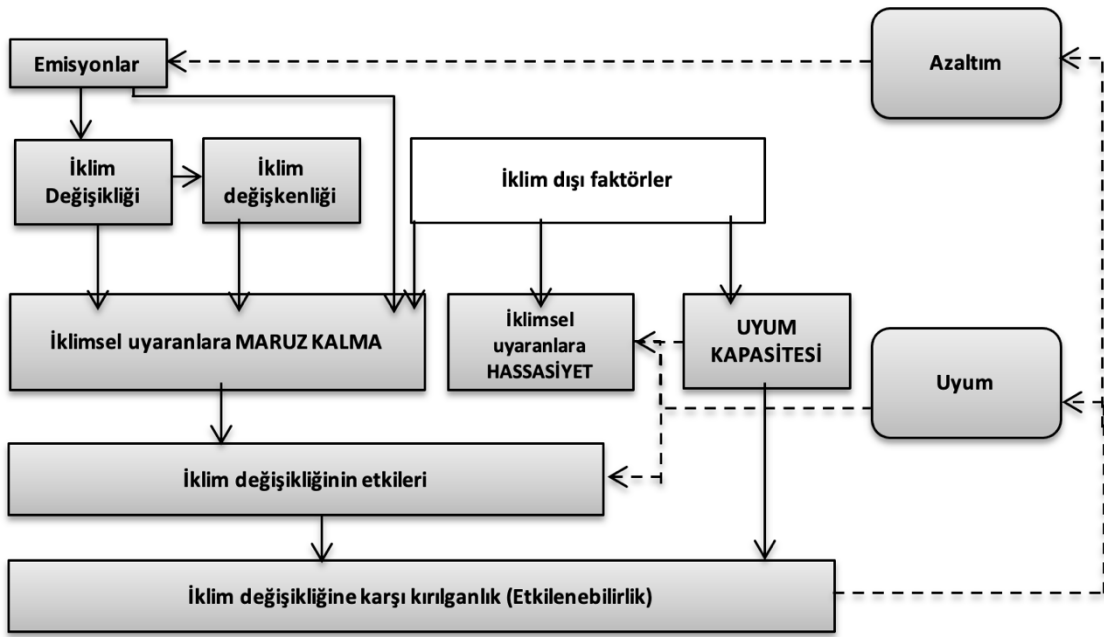 Emisyonlar
Azaltım
İklim
Değişikliği
İklim
değişkenliği
İklim dışı faktörler
İklimsel uyaranlara MARUZ KALMA
İklimsel
uyaranlara
HASSASİYET
UYUM
KAPASİTESİ
Uyum
İklim değişikliğinin etkileri
İklim değişikliğine karşı kırılganlık (Etkilenebilirlik)